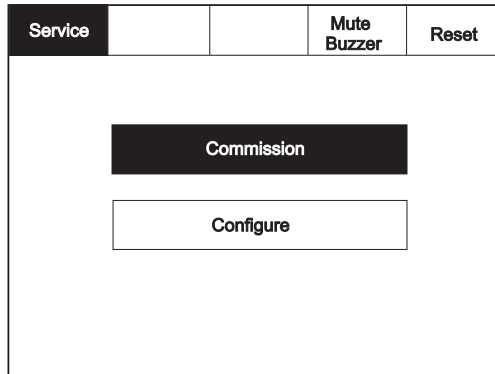 Service
Mute
Buzzer
Reset
Commission
Configure